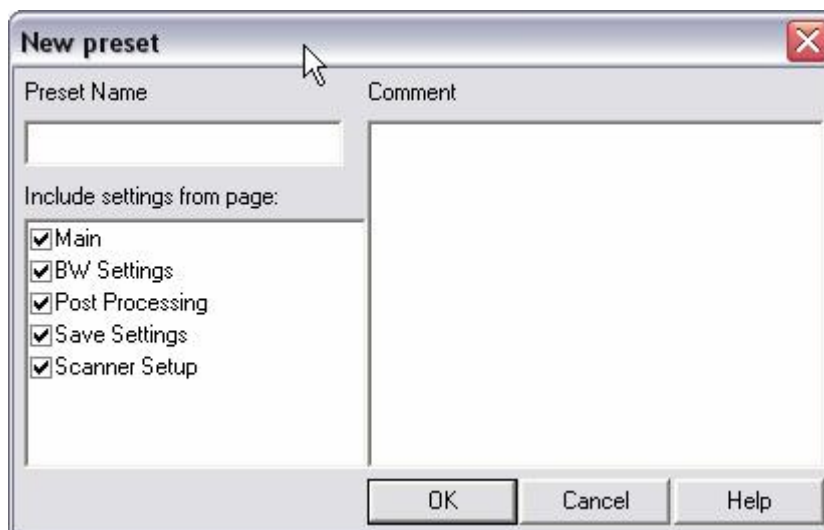 New preset
Preset Name
Comment
Include settings from page:
Main
BW Settings
Post Processing
Save Settings
Scanner Setup
OK
Cancel
Help